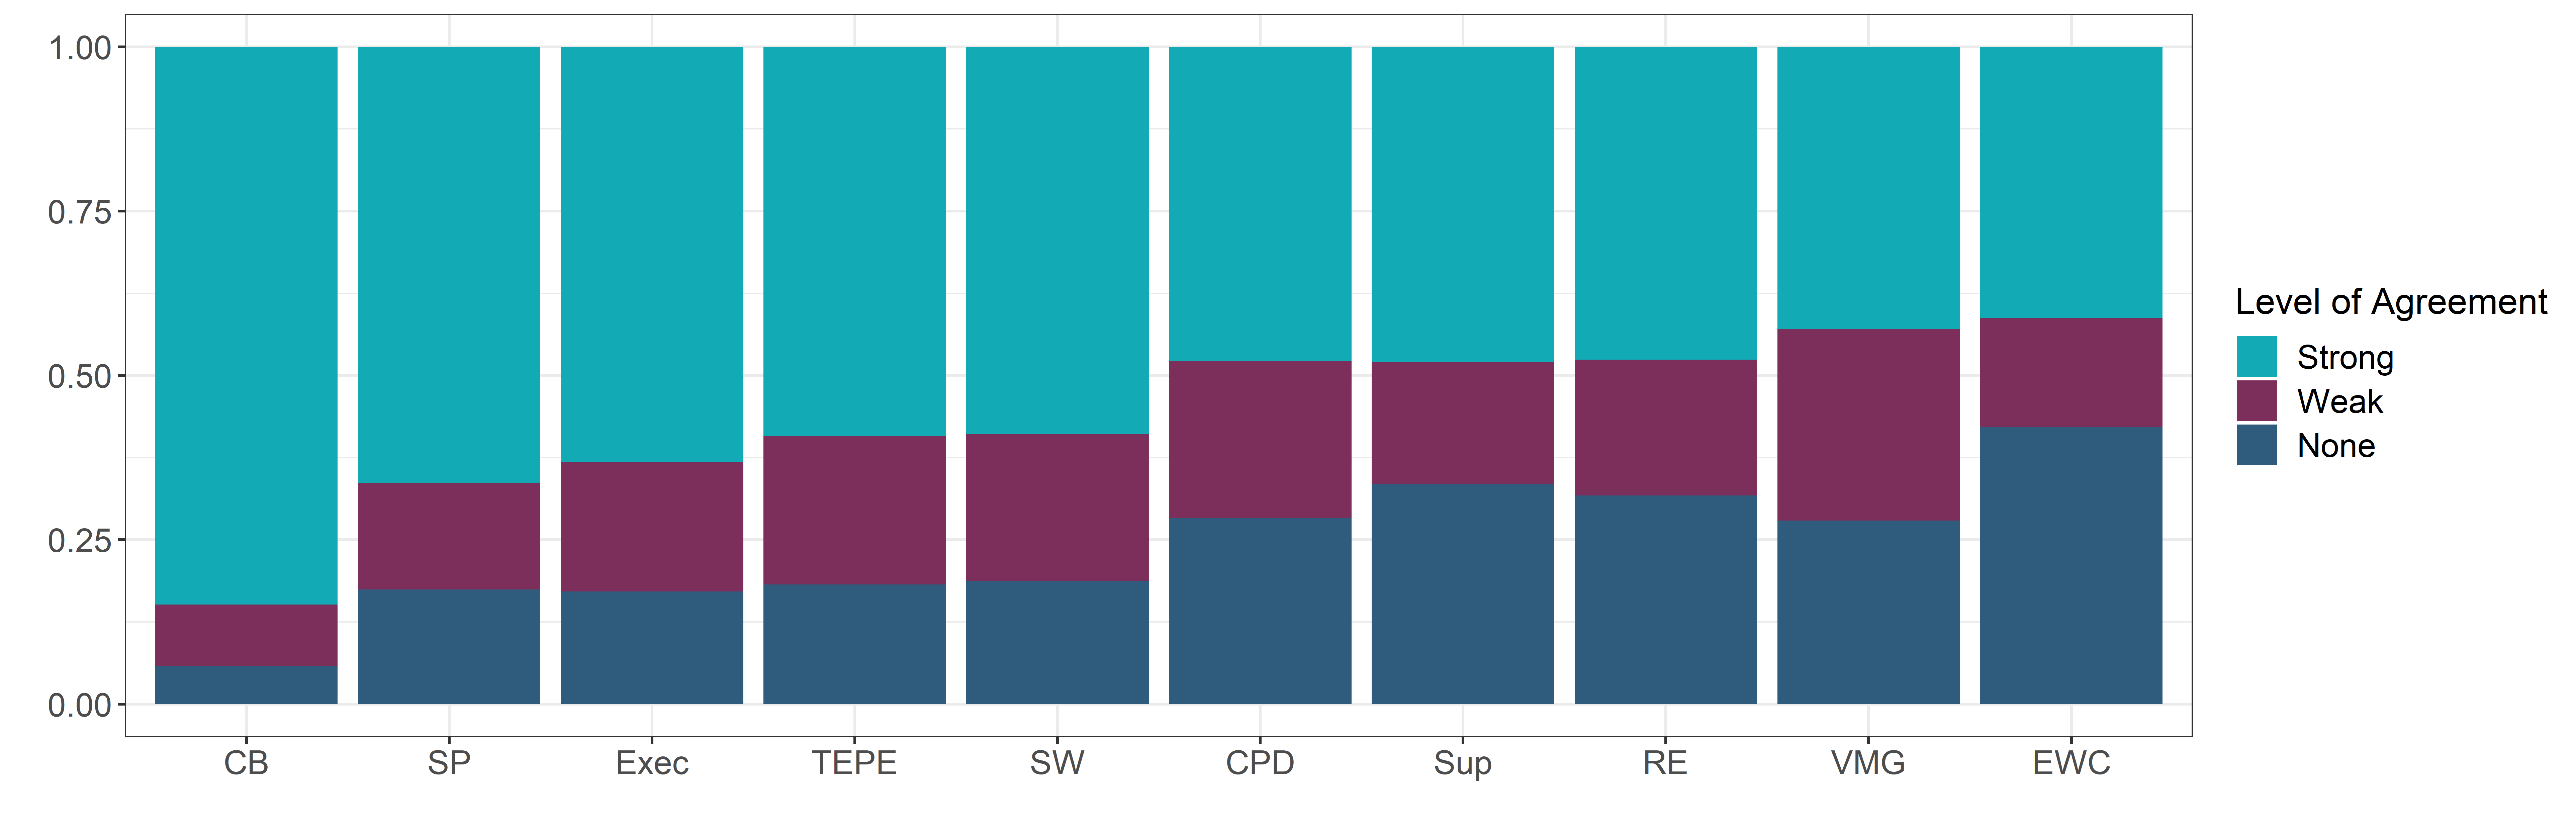 1.00
0.75
0.50
0.25
0.00
CB SP Exec TEPE SW CPD Sup RE VMG EWC
Level of Agreement
Strong
Weak
None